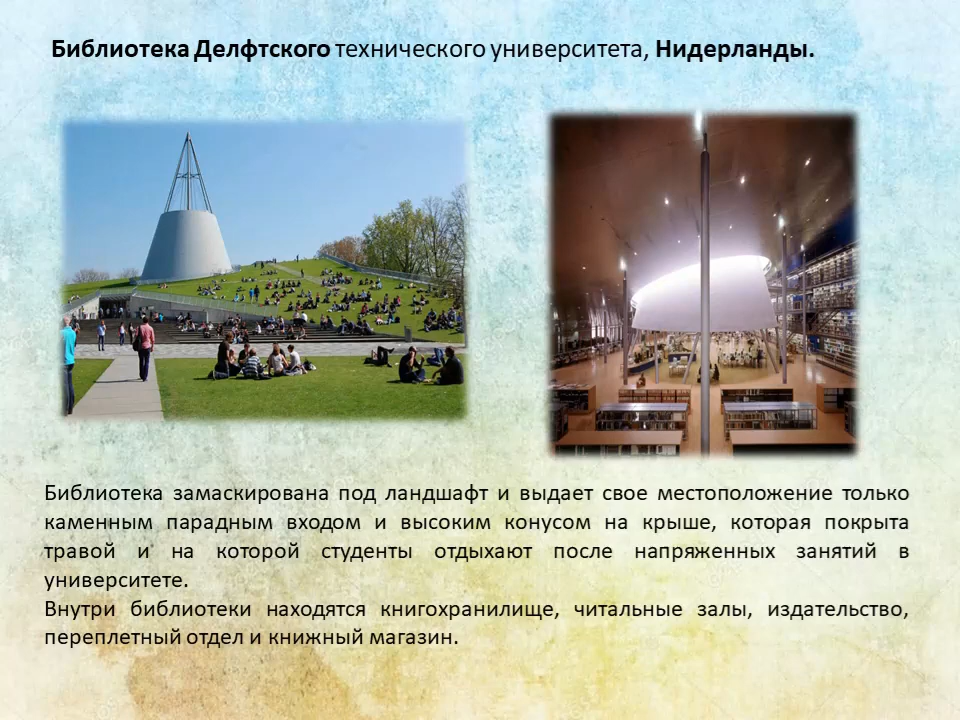 Библиотека Делфтского технического университета, Нидерланды.
Библиотека замаскирована под ландшафт и выдает свое местоположение только
каменным парадным входом и высоким конусом на крыше, которая покрыта
травой и на которой студенты отдыхают после напряженных занятий в
университете.
Внутри библиотеки находятся книгохранилище, читальные залы, издательство,
переплетный отдел и книжный магазин.